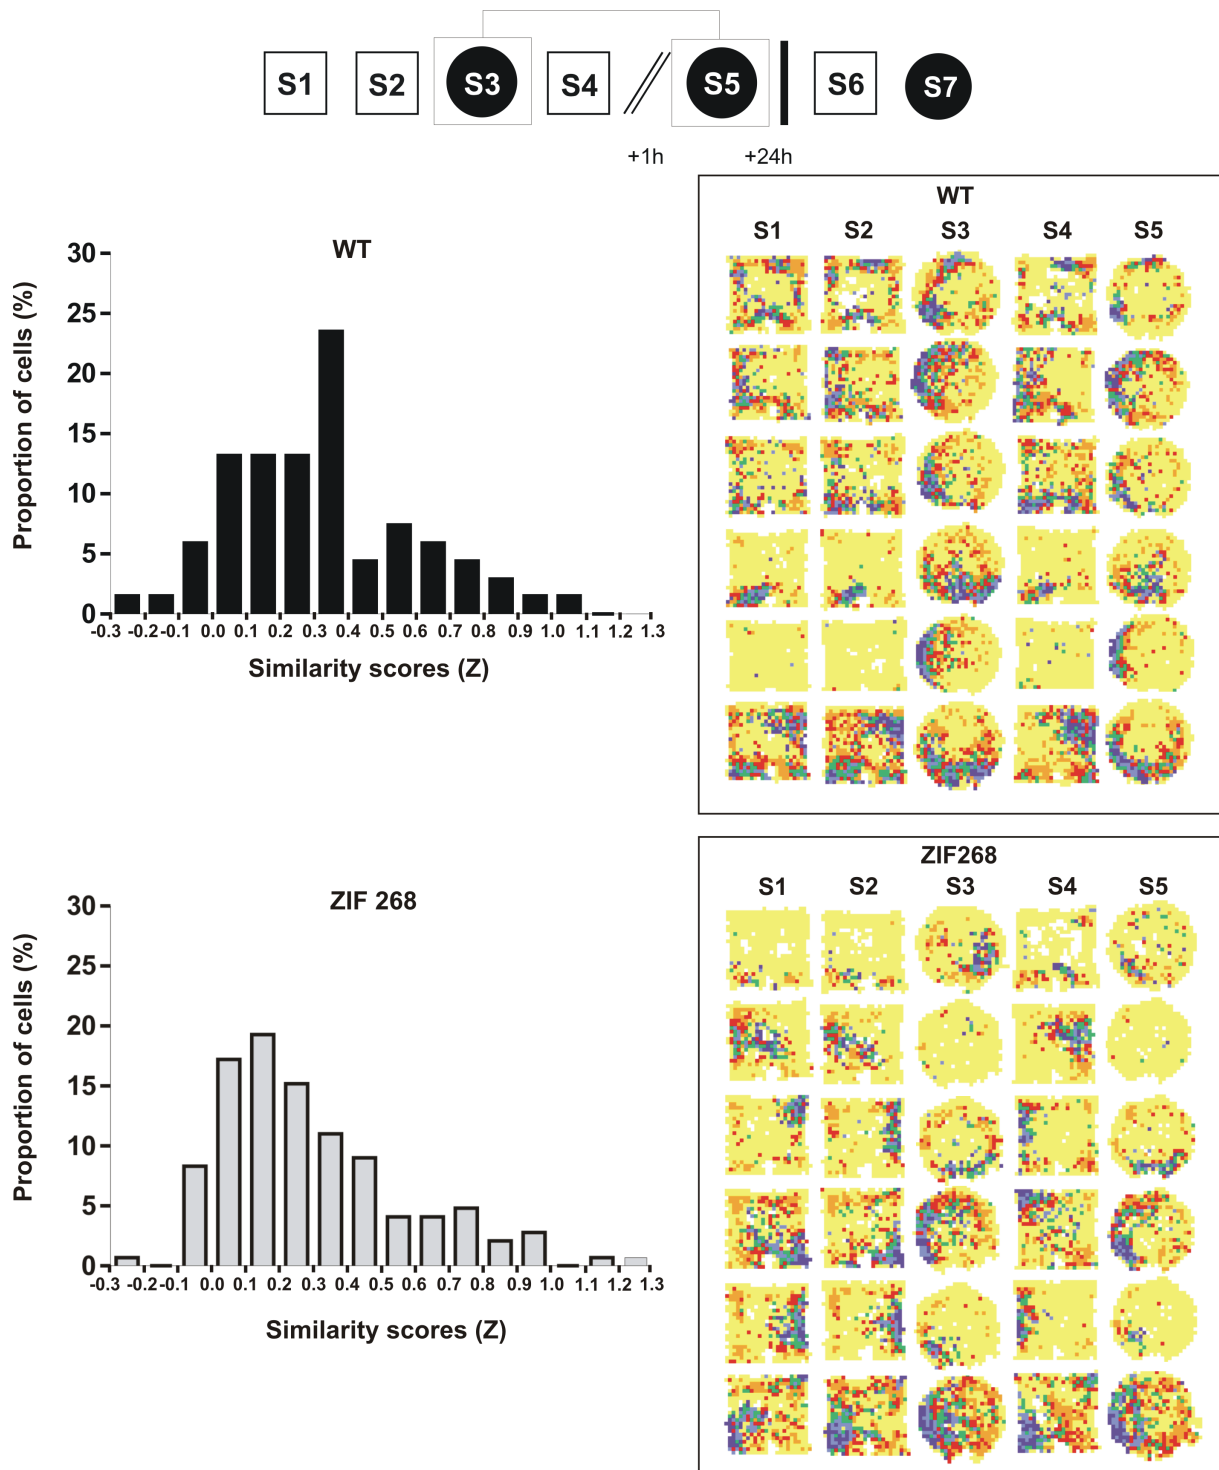 S1 S2 S3 S4 S5 S6 S7
+1h +24h
WT
Proportion of cells (%)
30
25
20
15
10
5
0
-0.3 -0.2 -0.1 0.0 0.1 0.2 0.3 0.4 0.5 0.6 0.7 0.8 0.9 1.0 1.1 1.2 1.3
Similarity scores (Z)
WT
S1 S2 S3 S4 S5
ZIF 268
Proportion of cells (%)
30
25
20
15
10
5
0
-0.3 -0.2 -0.1 0.0 0.1 0.2 0.3 0.4 0.5 0.6 0.7 0.8 0.9 1.0 1.1 1.2 1.3
Similarity scores (Z)
ZIF268
S1 S2 S3 S4 S5